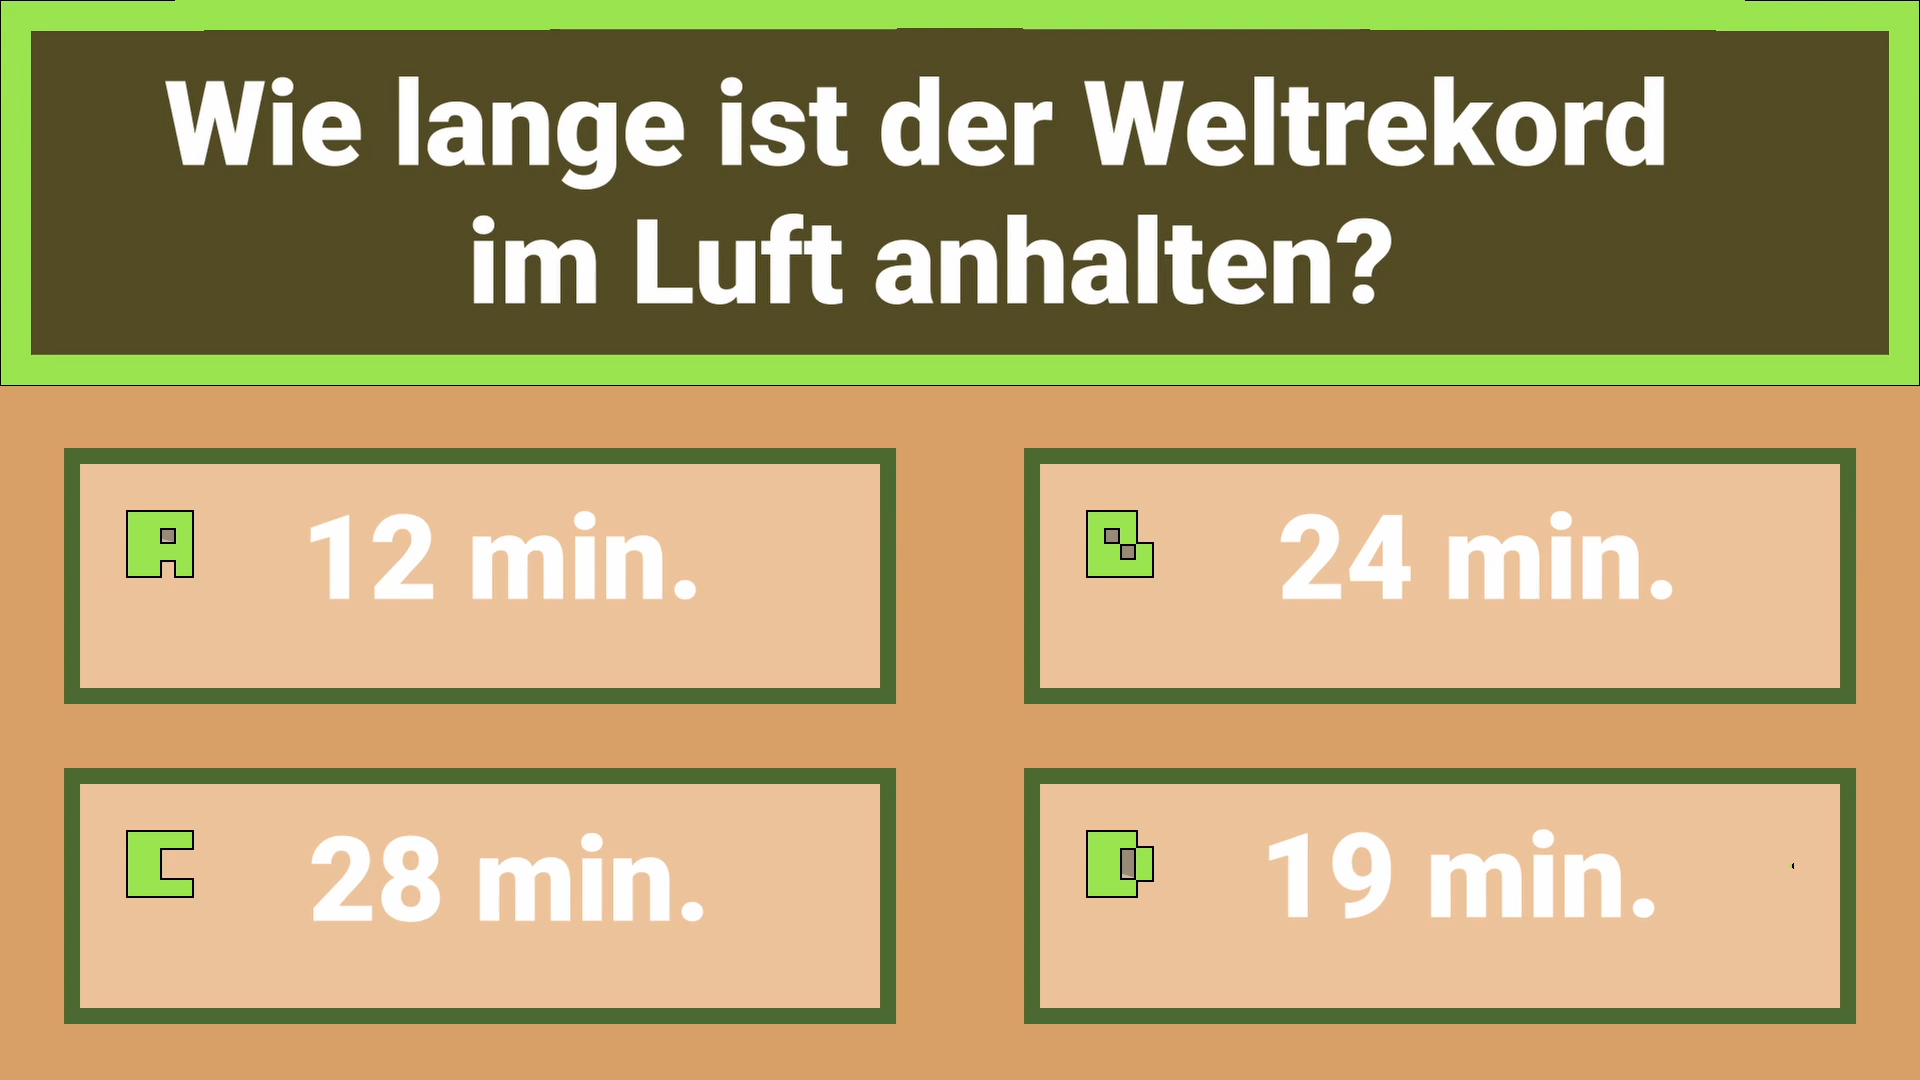 Wie lange ist der Weltrekord
im Luft anhalten?
A 12 min.
B 24 min.
C 28 min.
D 19 min.